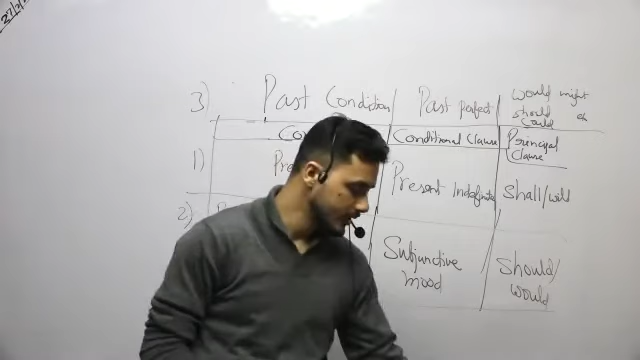 3) Past Condition Past perfect would might
should
could
Conditional Clause Principal
Clause
1) Present Indefinite Shall/will
2) Subjunctive
mood Should/
would